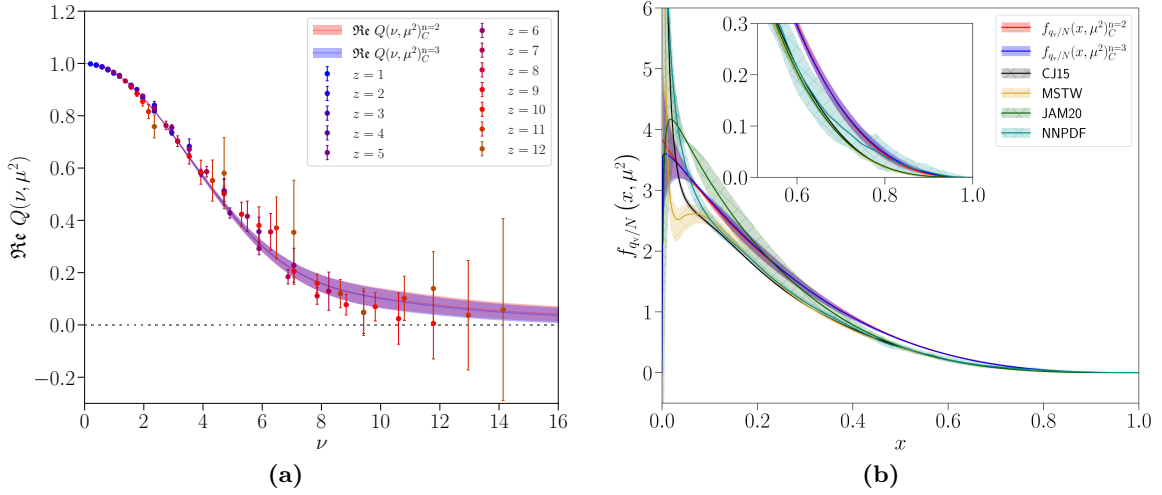 1.2
1.0
0.8
0.6
0.4
0.2
0.0
−0.2
ℜ𝔢 Q(ν, μ²)
0 2 4 6 8 10 12 14 16
ν
ℜ𝔢 Q(ν, μ²)_C^{n=2}
ℜ𝔢 Q(ν, μ²)_C^{n=3}
z = 1
z = 2
z = 3
z = 4
z = 5
z = 6
z = 7
z = 8
z = 9
z = 10
z = 11
z = 12
(a)
6
5
4
3
2
1
0
f_{q_v/N} (x, μ²)
0.0 0.2 0.4 0.6 0.8 1.0
x
0.3
0.2
0.1
0.0
0.6 0.8 1.0
f_{q_v/N}(x, μ²)_C^{n=2}
f_{q_v/N}(x, μ²)_C^{n=3}
CJ15
MSTW
JAM20
NNPDF
(b)